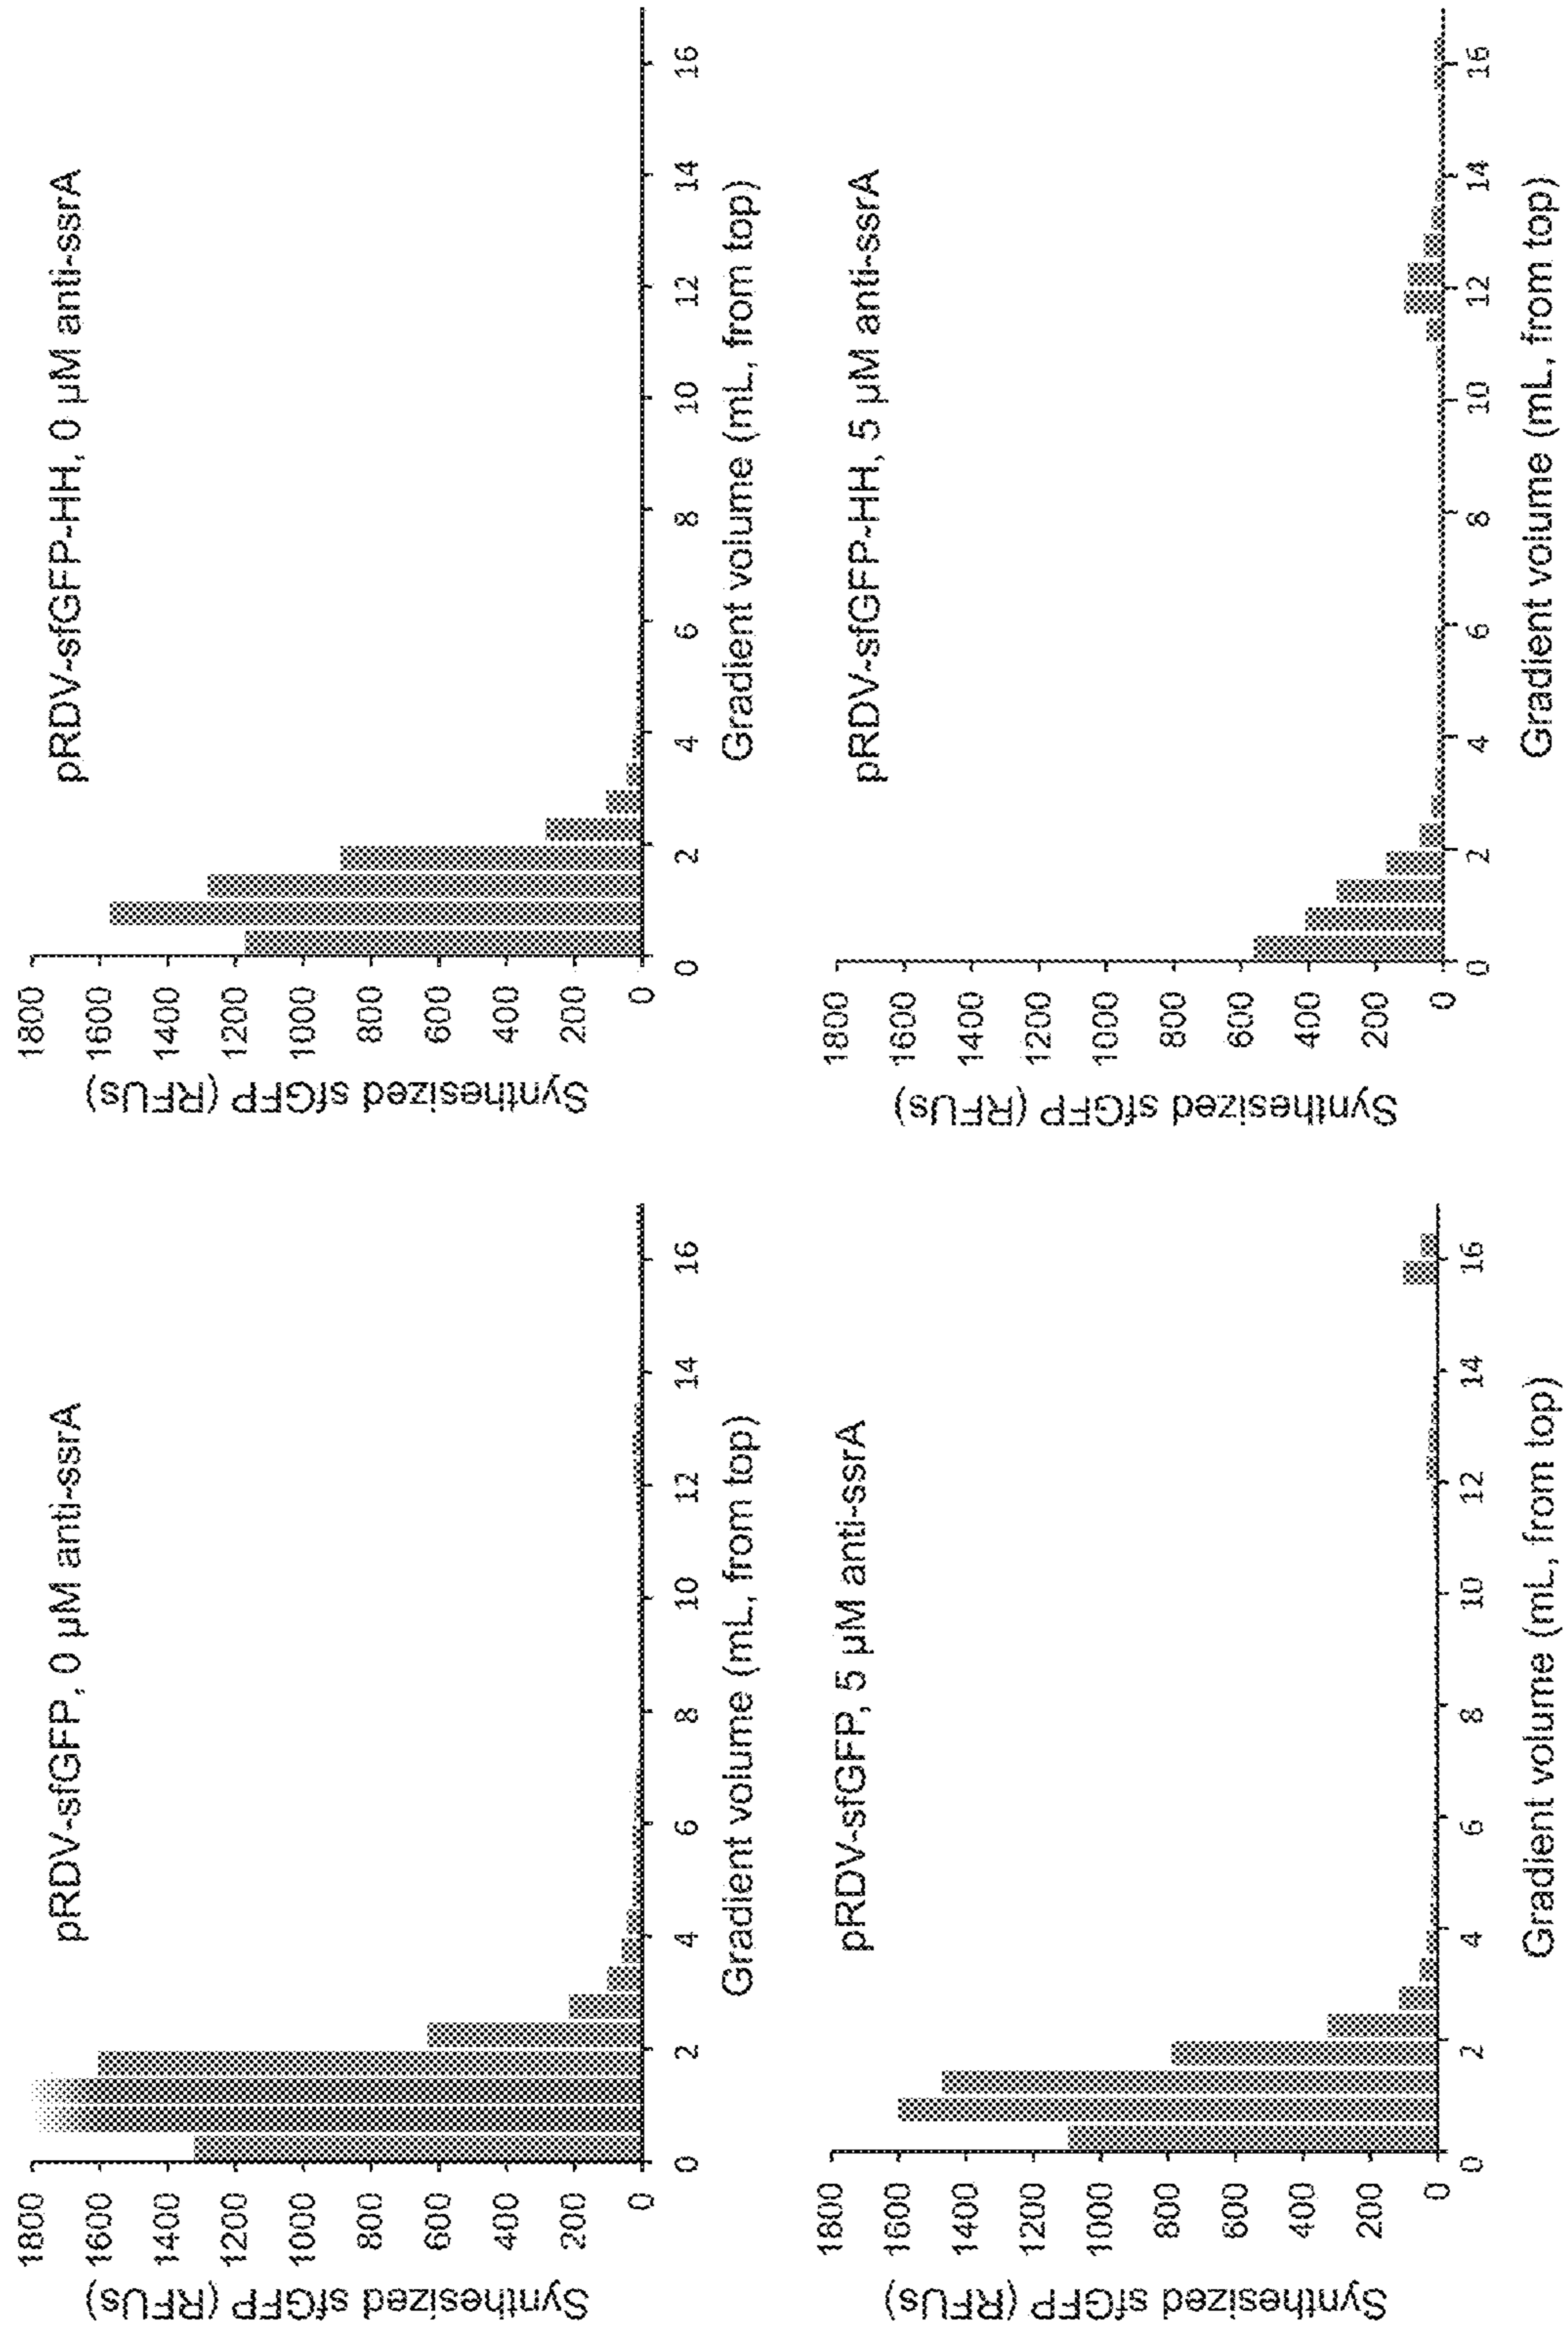 pRDV-sfGFP, 0 µM anti-ssrA
Synthesized sfGFP (RFUs)
1800
1600
1400
1200
1000
800
600
400
200
0
0 2 4 6 8 10 12 14 16
Gradient volume (mL, from top)
pRDV-sfGFP-HH, 0 µM anti-ssrA
Synthesized sfGFP (RFUs)
1800
1600
1400
1200
1000
800
600
400
200
0
0 2 4 6 8 10 12 14 16
Gradient volume (mL, from top)
pRDV-sfGFP, 5 µM anti-ssrA
Synthesized sfGFP (RFUs)
1800
1600
1400
1200
1000
800
600
400
200
0
0 2 4 6 8 10 12 14 16
Gradient volume (mL, from top)
pRDV-sfGFP-HH, 5 µM anti-ssrA
Synthesized sfGFP (RFUs)
1800
1600
1400
1200
1000
800
600
400
200
0
0 2 4 6 8 10 12 14 16
Gradient volume (mL, from top)